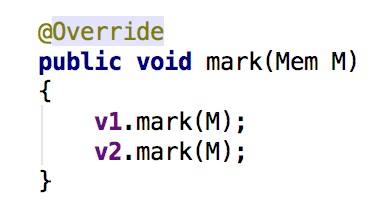 @Override
public void mark(Mem M)
{
    v1.mark(M);
    v2.mark(M);
}